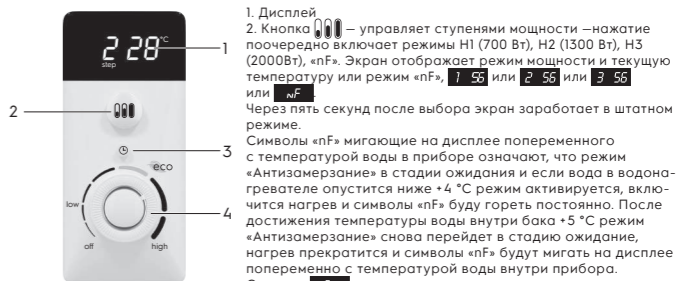 2 28 °C
step
1
2
3
eco
4
low
off
high
1. Дисплей
2. Кнопка – управляет ступенями мощности –нажатие
поочередно включает режимы H1 (700 Вт), H2 (1300 Вт), H3
(2000Вт), «nF». Экран отображает режим мощности и текущую
температуру или режим «nF», 1 56 или 2 56 или 3 56
или nF .
Через пять секунд после выбора экран заработает в штатном
режиме.
Символы «nF» мигающие на дисплее попеременного
с температурой воды в приборе означают, что режим
«Антизамерзание» в стадии ожидания и если вода в водона-
гревателе опустится ниже +4 °C режим активируется, вклю-
чится нагрев и символы «nF» буду гореть постоянно. После
достижения температуры воды внутри бака +5 °C режим
«Антизамерзание» снова перейдет в стадию ожидания,
нагрев прекратится и символы «nF» будут мигать на дисплее
попеременно с температурой воды внутри прибора.